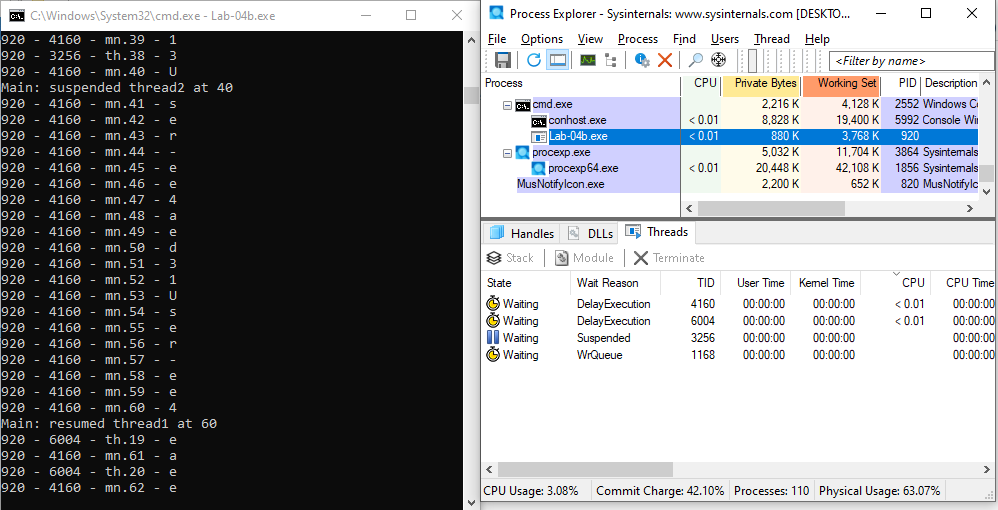 C:\Windows\System32\cmd.exe - Lab-04b.exe
920 - 4160 - mn.39 - 1
920 - 3256 - th.38 - 3
920 - 4160 - mn.40 - U
Main: suspended thread2 at 40
920 - 4160 - mn.41 - s
920 - 4160 - mn.42 - e
920 - 4160 - mn.43 - r
920 - 4160 - mn.44 - -
920 - 4160 - mn.45 - e
920 - 4160 - mn.46 - e
920 - 4160 - mn.47 - 4
920 - 4160 - mn.48 - a
920 - 4160 - mn.49 - e
920 - 4160 - mn.50 - d
920 - 4160 - mn.51 - 3
920 - 4160 - mn.52 - 1
920 - 4160 - mn.53 - U
920 - 4160 - mn.54 - s
920 - 4160 - mn.55 - e
920 - 4160 - mn.56 - r
920 - 4160 - mn.57 - -
920 - 4160 - mn.58 - e
920 - 4160 - mn.59 - e
920 - 4160 - mn.60 - 4
Main: resumed thread1 at 60
920 - 6004 - th.19 - e
920 - 4160 - mn.61 - a
920 - 6004 - th.20 - e
920 - 4160 - mn.62 - e
Process Explorer - Sysinternals: www.sysinternals.com [DESKTO...
File Options View Process Find Users Thread Help
<Filter by name>
Process CPU Private Bytes Working Set PID Description
cmd.exe 2,216 K 4,128 K 2552 Windows Co
conhost.exe < 0.01 8,828 K 19,400 K 5992 Console Win
Lab-04b.exe < 0.01 880 K 3,768 K 920
procexp.exe 5,032 K 11,704 K 3864 Sysinternals
procexp64.exe < 0.01 20,448 K 42,108 K 1856 Sysinternals
MusNotifyIcon.exe 2,200 K 652 K 820 MusNotifyIc
Handles DLLs Threads
Stack Module Terminate
State Wait Reason TID User Time Kernel Time CPU CPU Time
Waiting DelayExecution 4160 00:00:00 00:00:00 < 0.01 00:00:00
Waiting DelayExecution 6004 00:00:00 00:00:00 < 0.01 00:00:00
Waiting Suspended 3256 00:00:00 00:00:00 00:00:00
Waiting WrQueue 1168 00:00:00 00:00:00 00:00:00
CPU Usage: 3.08% Commit Charge: 42.10% Processes: 110 Physical Usage: 63.07%